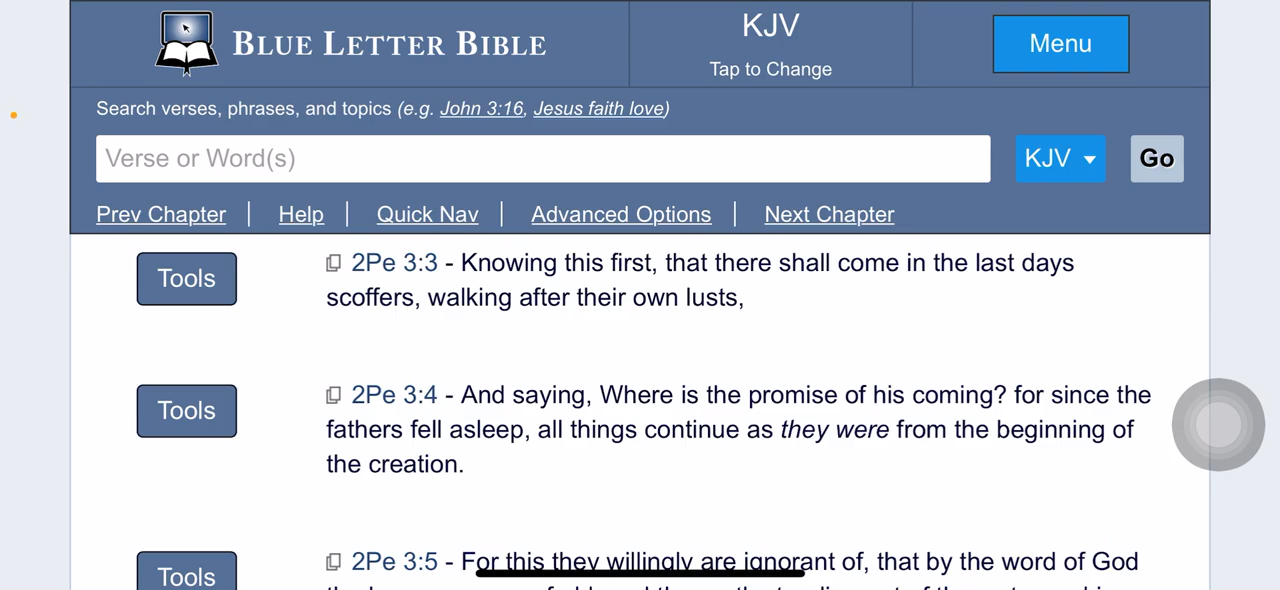 BLUE LETTER BIBLE
KJV
Tap to Change
Menu
Search verses, phrases, and topics (e.g. John 3:16, Jesus faith love)
Verse or Word(s)
KJV
Go
Prev Chapter | Help | Quick Nav | Advanced Options | Next Chapter
Tools
2Pe 3:3 - Knowing this first, that there shall come in the last days
scoffers, walking after their own lusts,
Tools
2Pe 3:4 - And saying, Where is the promise of his coming? for since the
fathers fell asleep, all things continue as they were from the beginning of
the creation.
Tools
2Pe 3:5 - For this they willingly are ignorant of, that by the word of God